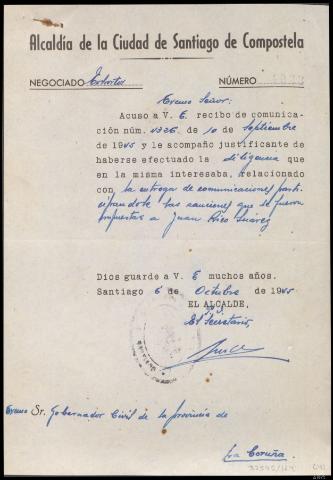 Alcaldía de la Ciudad de Santiago de Compostela
NEGOCIADO Exhortos NÚMERO
Excmo Señor:
Acuso a V. E. recibo de comunica-
ción núm. 1326 de 10 de Septiembre
de 1945 y le acompaño justificante de
haberse efectuado la diligencia que
en la misma interesaba, relacionado
con la entrega de comunicaciones parti-
cipandole las sanciones que le fueron
impuestas a Juan Rico Suárez
Dios guarde a V. E muchos años.
Santiago 6 de Octubre de 1945
EL ALCALDE,
El Secretario,
Excmo Sr. Gobernador Civil de la provincia de
La Coruña.